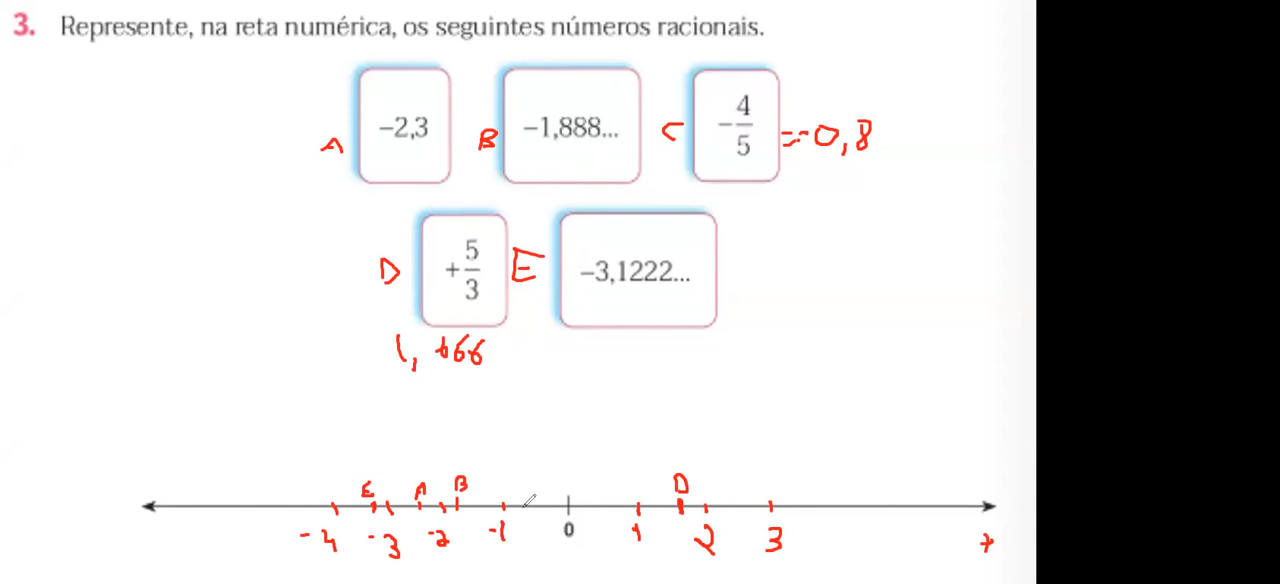 3. Represente, na reta numérica, os seguintes números racionais.
A −2,3 B −1,888... C −4/5 = -0,8
D +5/3 E −3,1222...
1,666
E A B D
-4 -3 -2 -1 0 1 2 3 +